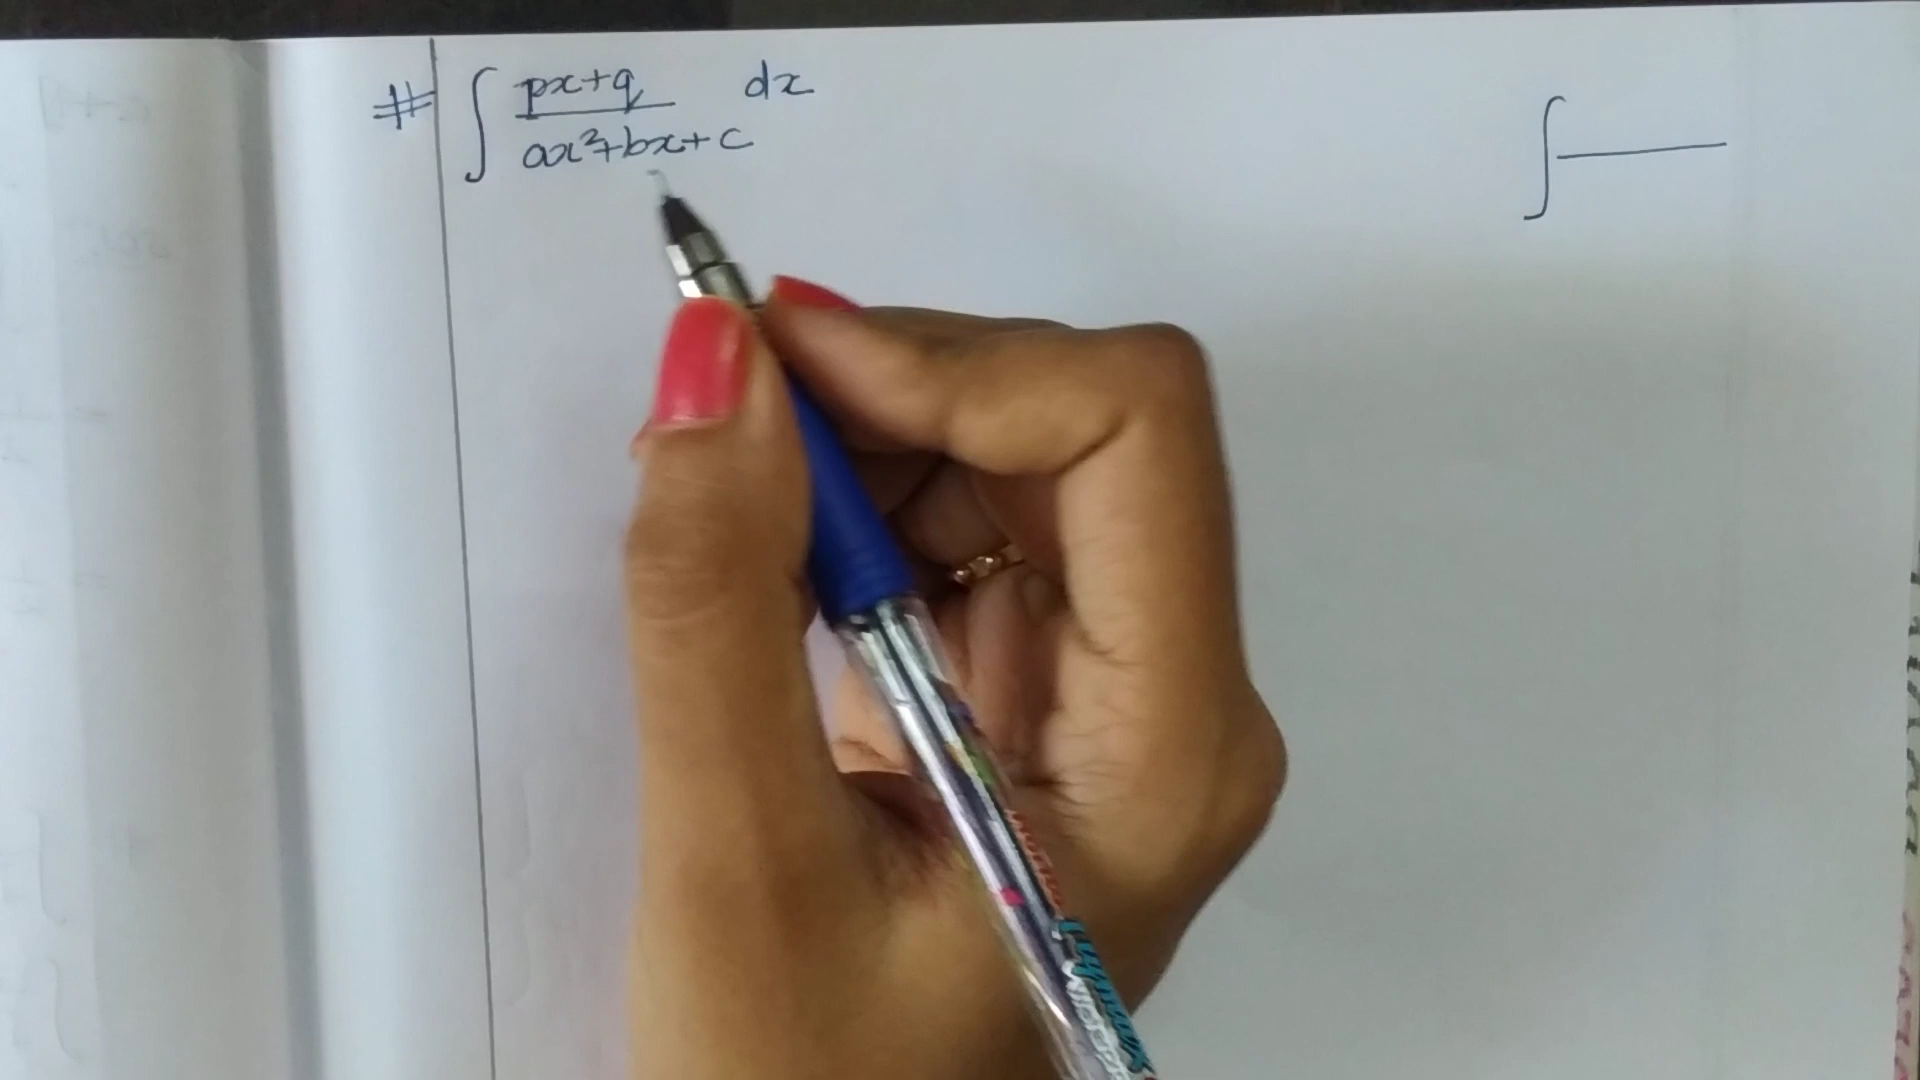 # ∫ px+q / ax²+bx+c dx
∫